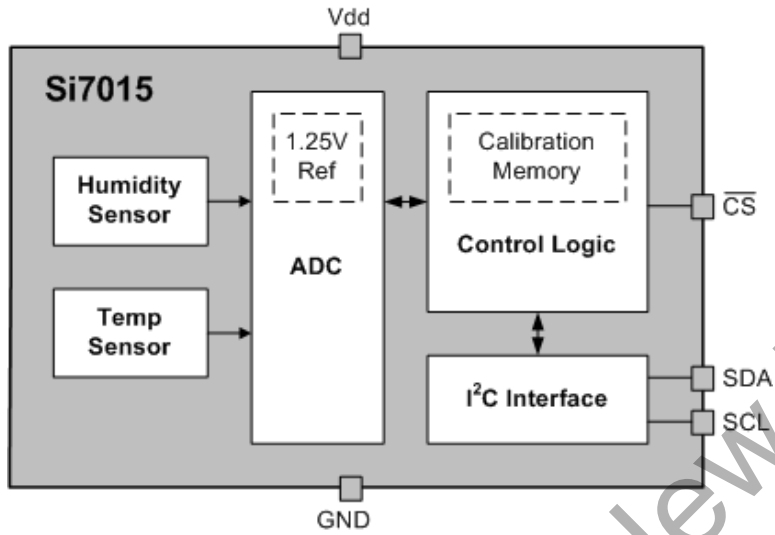 Vdd
Si7015
1.25V
Ref
Calibration
Memory
Humidity
Sensor
CS
ADC
Control Logic
Temp
Sensor
I²C Interface
SDA
SCL
GND